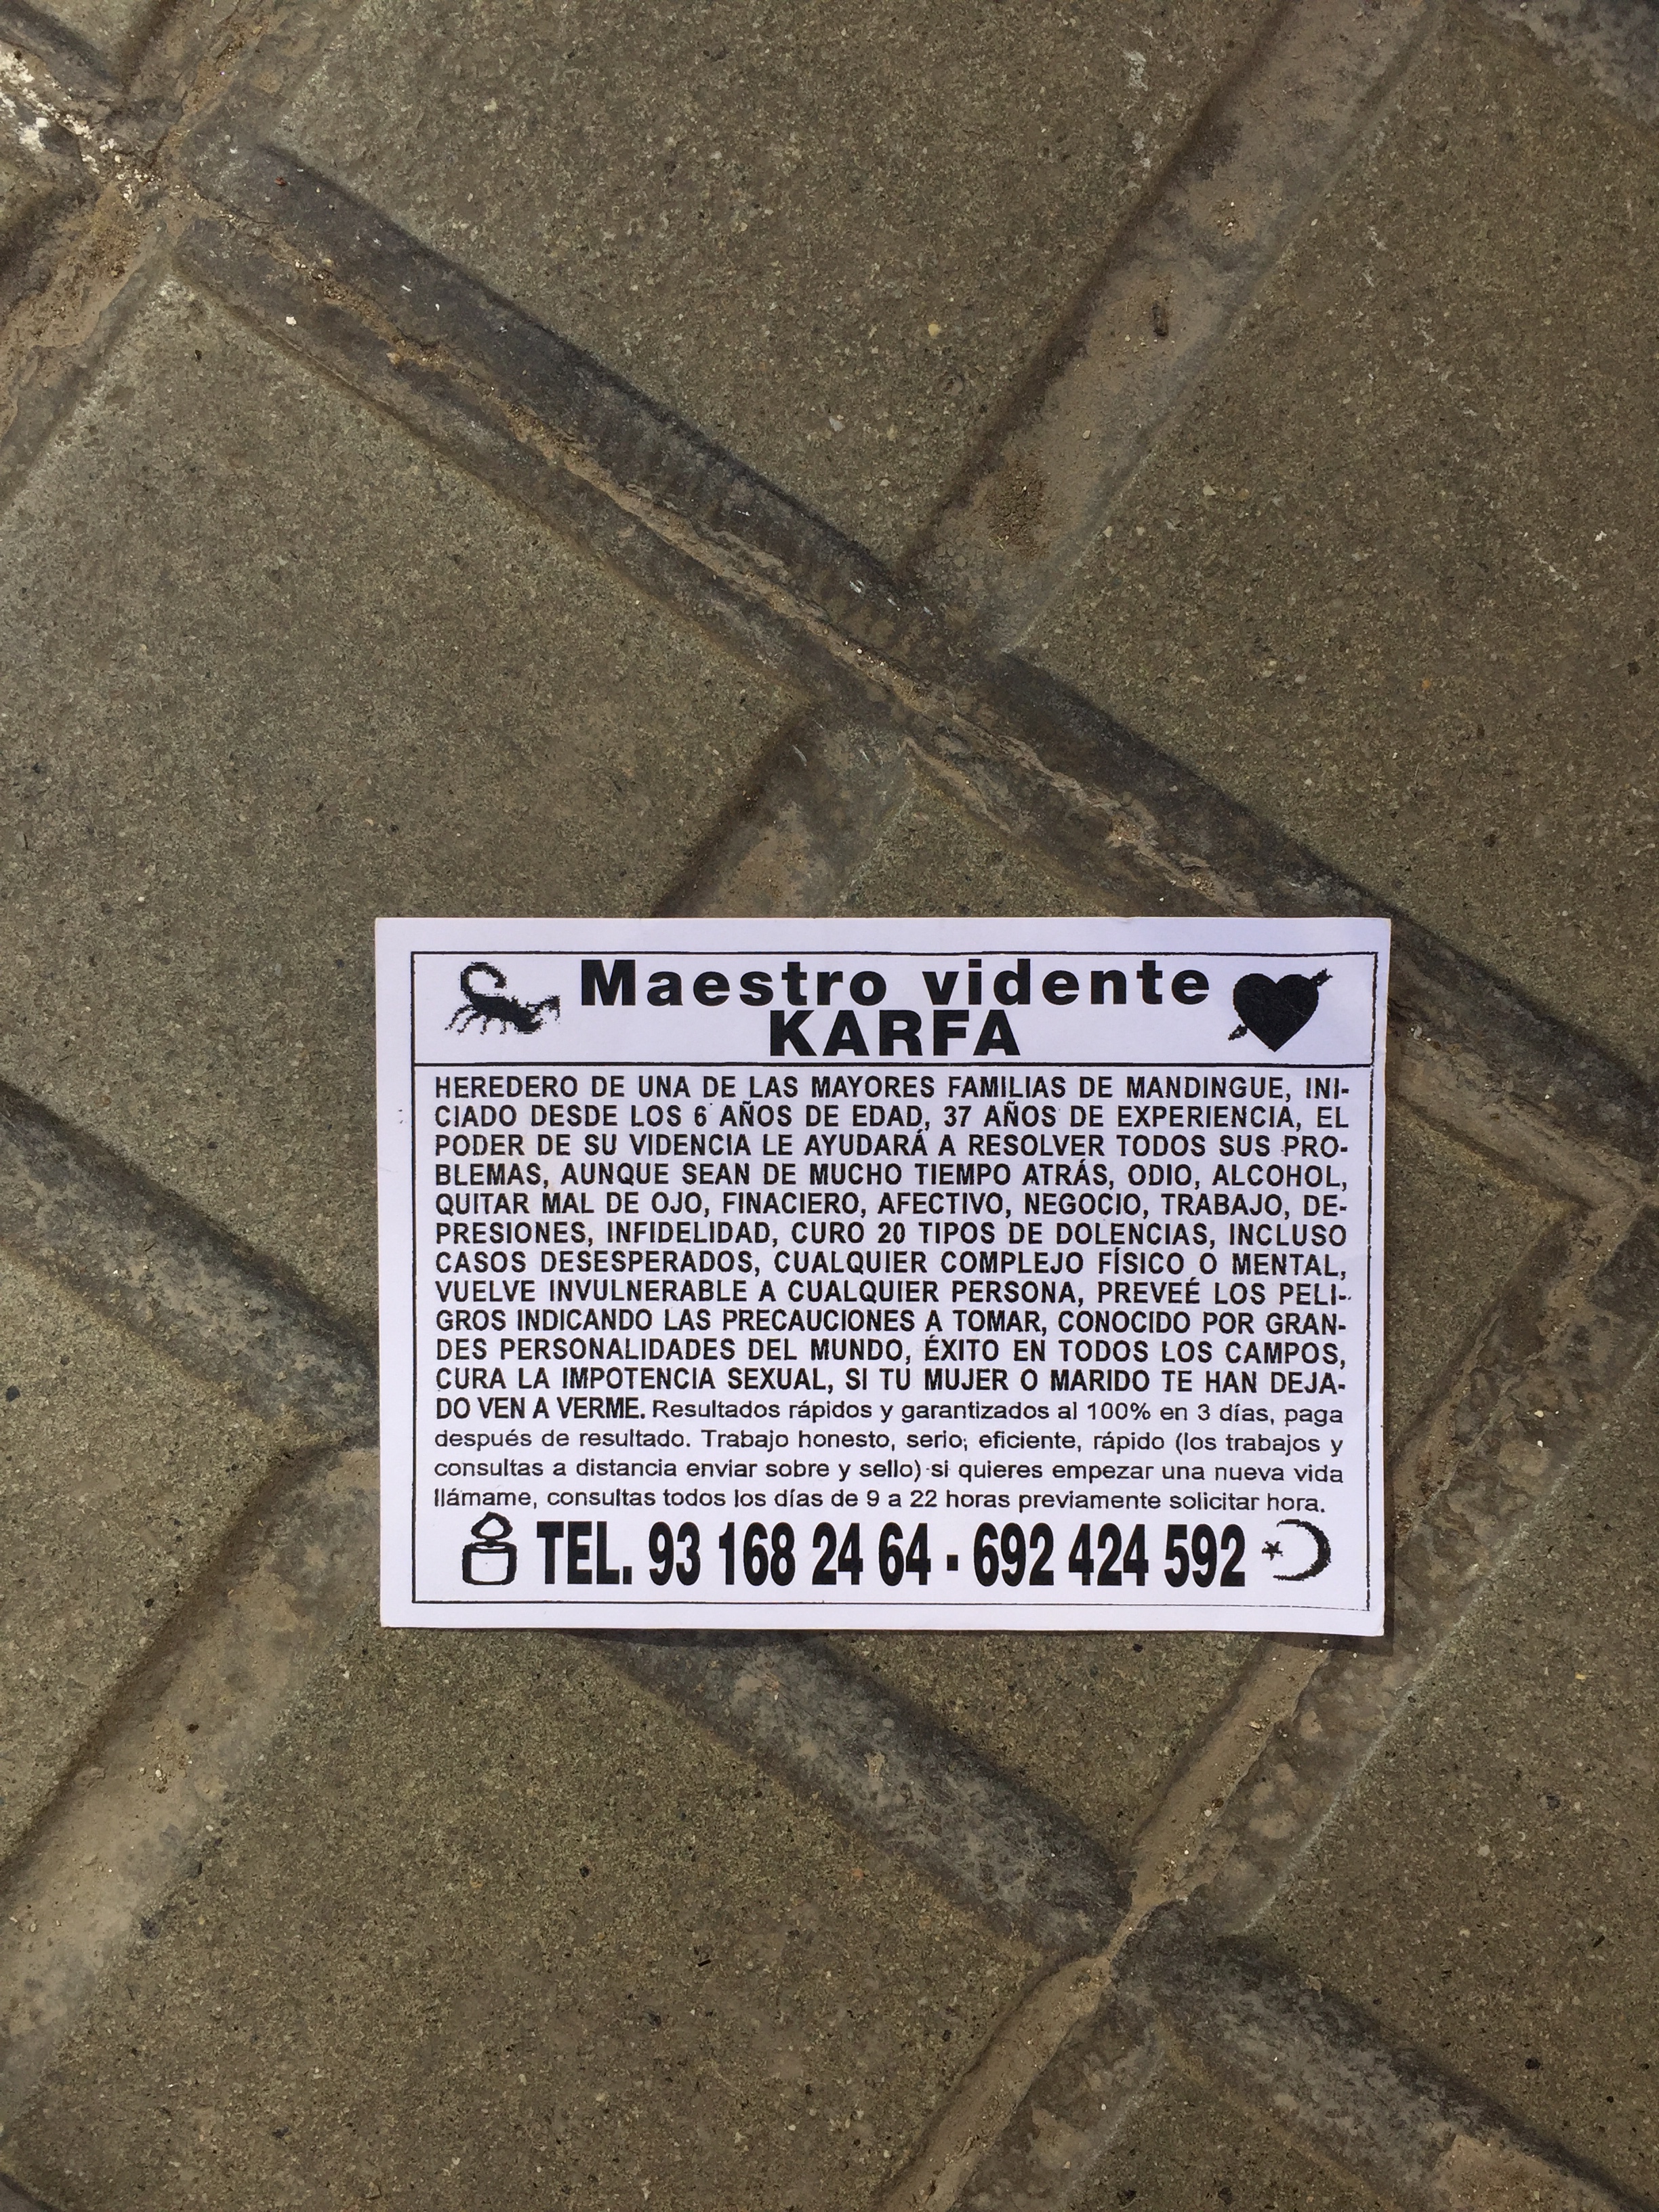 Maestro vidente
KARFA
HEREDERO DE UNA DE LAS MAYORES FAMILIAS DE MANDINGUE, INI-
CIADO DESDE LOS 6 AÑOS DE EDAD, 37 AÑOS DE EXPERIENCIA, EL
PODER DE SU VIDENCIA LE AYUDARÁ A RESOLVER TODOS SUS PRO-
BLEMAS, AUNQUE SEAN DE MUCHO TIEMPO ATRÁS, ODIO, ALCOHOL,
QUITAR MAL DE OJO, FINACIERO, AFECTIVO, NEGOCIO, TRABAJO, DE-
PRESIONES, INFIDELIDAD, CURO 20 TIPOS DE DOLENCIAS, INCLUSO
CASOS DESESPERADOS, CUALQUIER COMPLEJO FÍSICO O MENTAL,
VUELVE INVULNERABLE A CUALQUIER PERSONA, PREVEÉ LOS PELI-
GROS INDICANDO LAS PRECAUCIONES A TOMAR, CONOCIDO POR GRAN-
DES PERSONALIDADES DEL MUNDO, ÉXITO EN TODOS LOS CAMPOS,
CURA LA IMPOTENCIA SEXUAL, SI TU MUJER O MARIDO TE HAN DEJA-
DO VEN A VERME. Resultados rápidos y garantizados al 100% en 3 días, paga
después de resultado. Trabajo honesto, serio, eficiente, rápido (los trabajos y
consultas a distancia enviar sobre y sello) si quieres empezar una nueva vida
llámame, consultas todos los días de 9 a 22 horas previamente solicitar hora.
TEL. 93 168 24 64 - 692 424 592